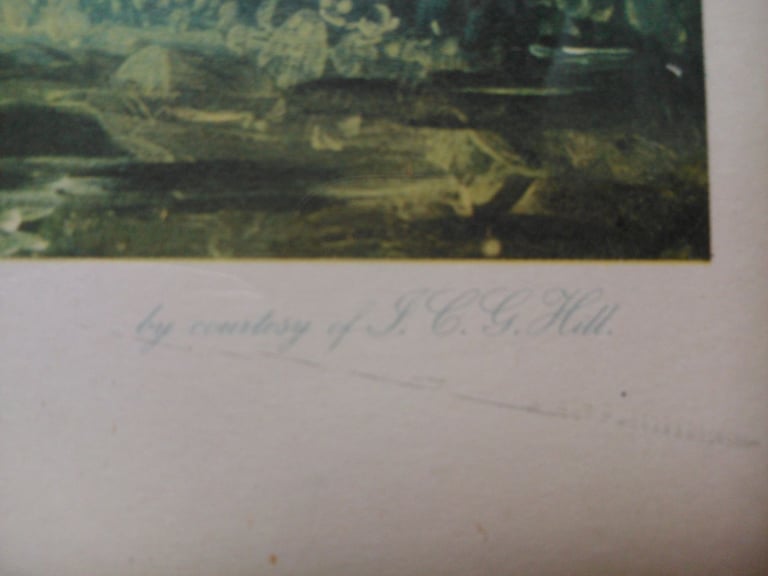 by courtesy of J. C. G. Hill.